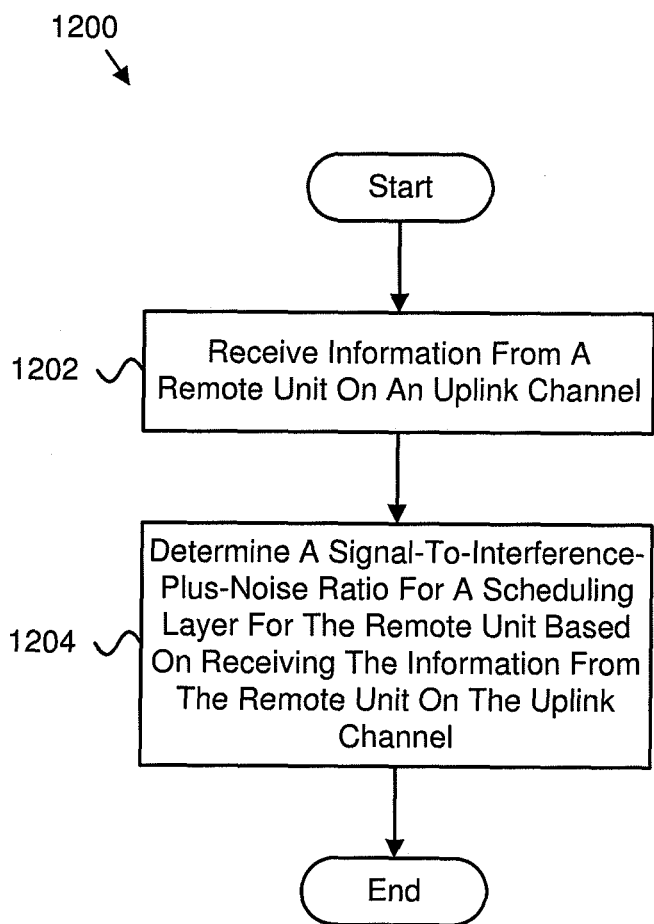 1200
Start
1202
Receive Information From A
Remote Unit On An Uplink Channel
1204
Determine A Signal-To-Interference-
Plus-Noise Ratio For A Scheduling
Layer For The Remote Unit Based
On Receiving The Information From
The Remote Unit On The Uplink
Channel
End